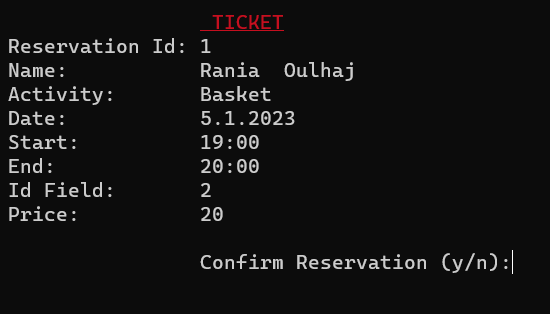 TICKET
Reservation Id: 1
Name: Rania  Oulhaj
Activity: Basket
Date: 5.1.2023
Start: 19:00
End: 20:00
Id Field: 2
Price: 20
Confirm Reservation (y/n):